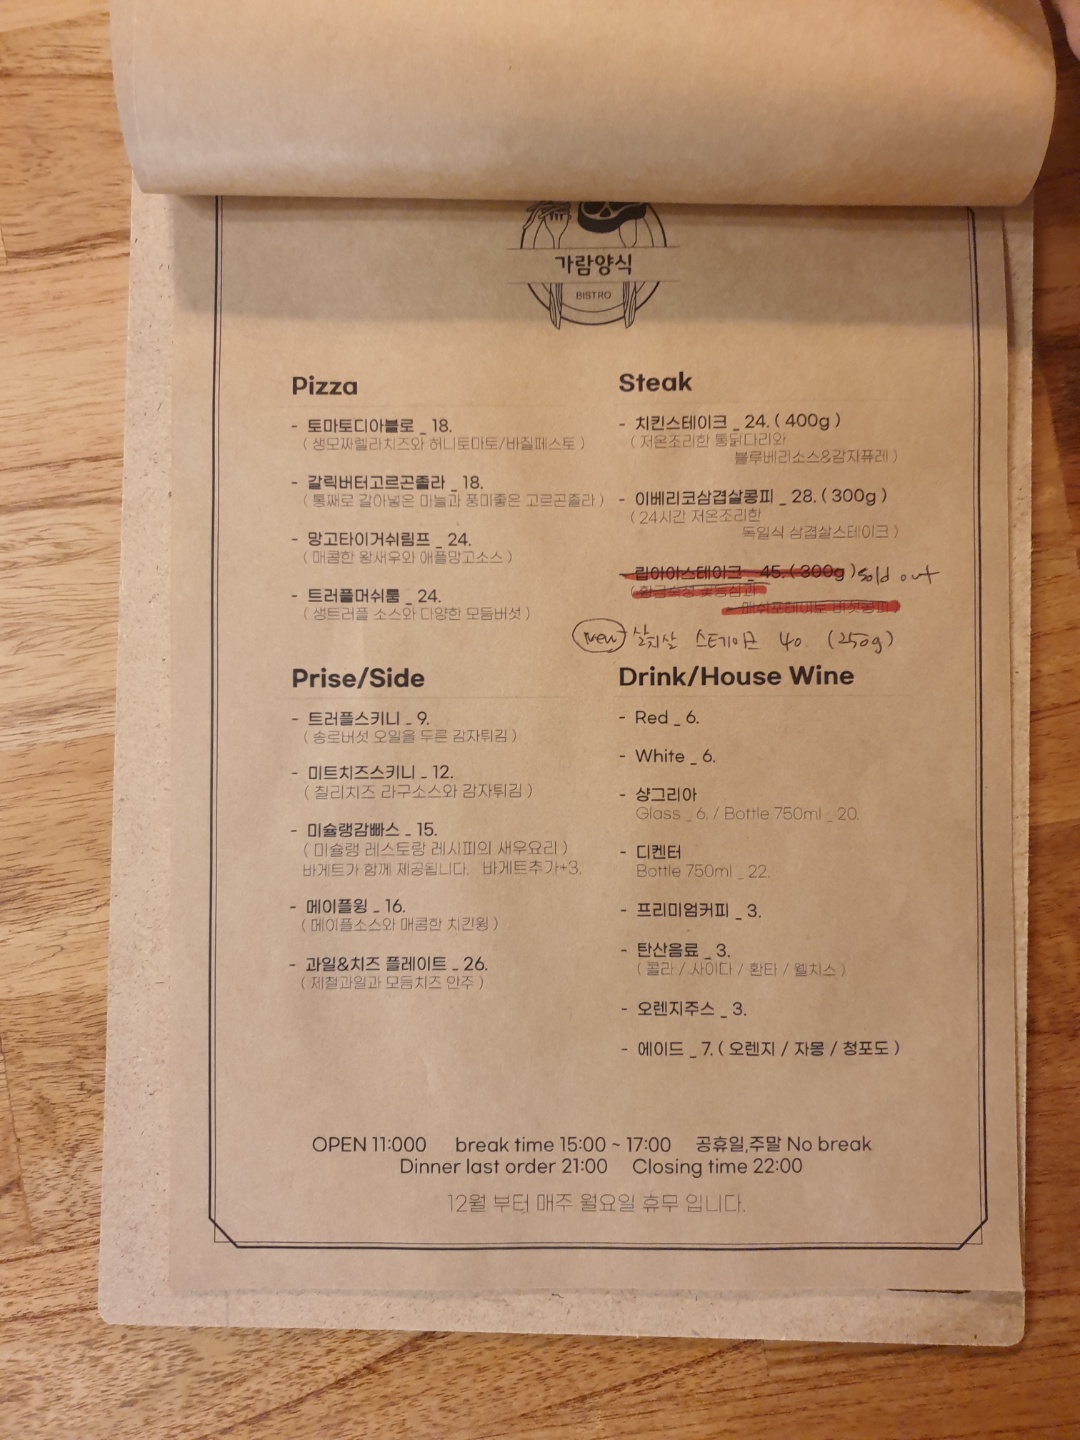 가람양식
BISTRO
Pizza
- 토마토디아블로 _ 18.
( 생모짜렐라치즈와 허니토마토/바질페스토 )
- 갈릭버터고르곤졸라 _ 18.
( 통째로 갈아넣은 마늘과 풍미좋은 고르곤졸라 )
- 망고타이거쉬림프 _ 24.
( 매콤한 왕새우와 애플망고소스 )
- 트러플머쉬룸 _ 24.
( 생트러플 소스와 다양한 모듬버섯 )
Steak
- 치킨스테이크 _ 24. ( 400g )
( 저온조리한 통닭다리와
블루베리소스&감자퓨레 )
- 이베리코삼겹살콩피 _ 28. ( 300g )
( 24시간 저온조리한
독일식 삼겹살스테이크 )
- 립아이스테이크 _ 45. ( 300g ) sold out
매쉬포테이토 버섯콩피 )
New 살치살 스테이크 40. (250g)
Prise/Side
- 트러플스키니 _ 9.
( 송로버섯 오일을 두른 감자튀김 )
- 미트치즈스키니 _ 12.
( 칠리치즈 라구소스와 감자튀김 )
- 미슐랭감빠스 _ 15.
( 미슐랭 레스토랑 레시피의 새우요리 )
바게트가 함께 제공됩니다. 바게트추가+3.
- 메이플윙 _ 16.
( 메이플소스와 매콤한 치킨윙 )
- 과일&치즈 플레이트 _ 26.
( 제철과일과 모듬치즈 안주 )
Drink/House Wine
- Red _ 6.
- White _ 6.
- 샹그리아
Glass _ 6. / Bottle 750ml _ 20.
- 디켄터
Bottle 750ml _ 22.
- 프리미엄커피 _ 3.
- 탄산음료 _ 3.
( 콜라 / 사이다 / 환타 / 웰치스 )
- 오렌지주스 _ 3.
- 에이드 _ 7. ( 오렌지 / 자몽 / 청포도 )
OPEN 11:000 break time 15:00 ~ 17:00 공휴일,주말 No break
Dinner last order 21:00 Closing time 22:00
12월 부터 매주 월요일 휴무 입니다.